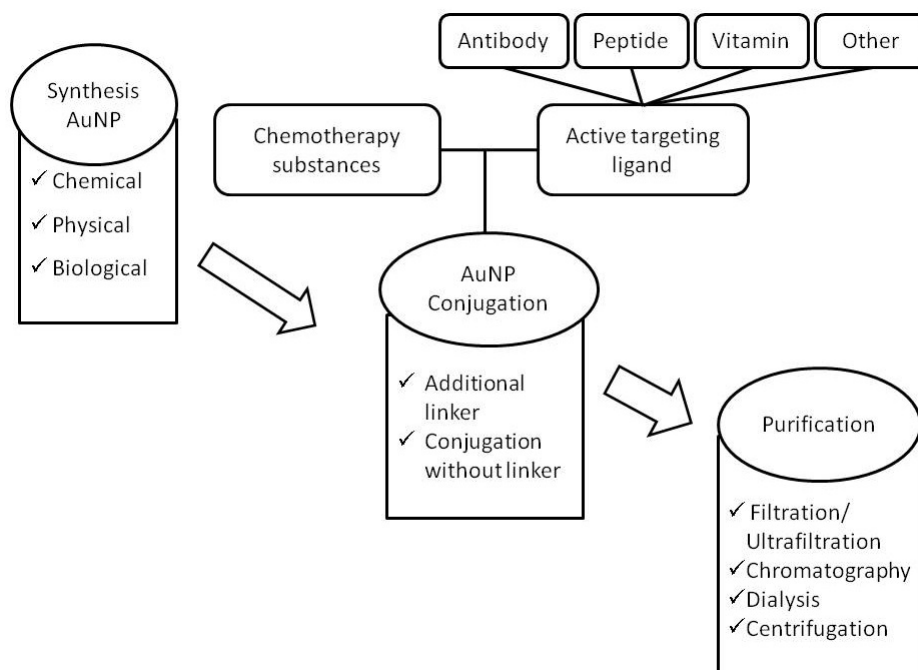 Antibody
Peptide
Vitamin
Other
Synthesis
AuNP
✓ Chemical
✓ Physical
✓ Biological
Chemotherapy
substances
Active targeting
ligand
AuNP
Conjugation
✓ Additional
linker
✓ Conjugation
without linker
Purification
✓ Filtration/
Ultrafiltration
✓ Chromatography
✓ Dialysis
✓ Centrifugation